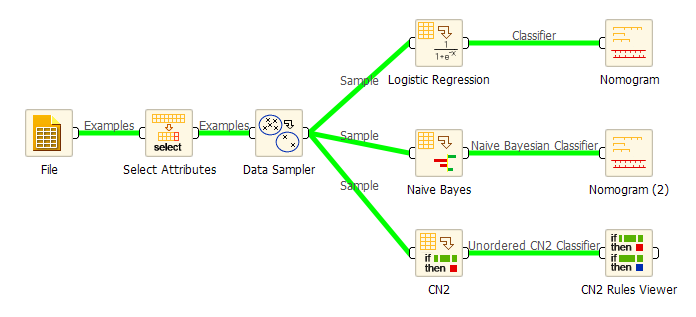 1
1+e⁻ˣ
Classifier
Logistic Regression
Nomogram
Sample
Examples
Examples
select
File
Select Attributes
Data Sampler
Sample
Naive Bayesian Classifier
Naive Bayes
Nomogram (2)
Sample
if
then
Unordered CN2 Classifier
if
then
if
then
CN2
CN2 Rules Viewer